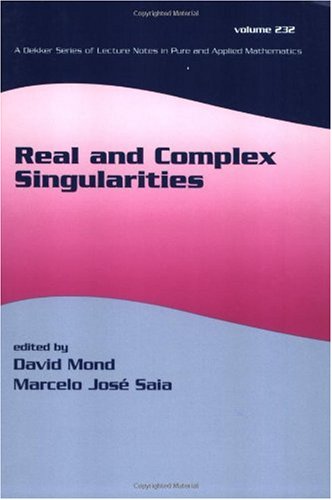 volume 232
A Dekker Series of Lecture Notes in Pure and Applied Mathematics
Real and Complex
Singularities
edited by
David Mond
Marcelo José Saia